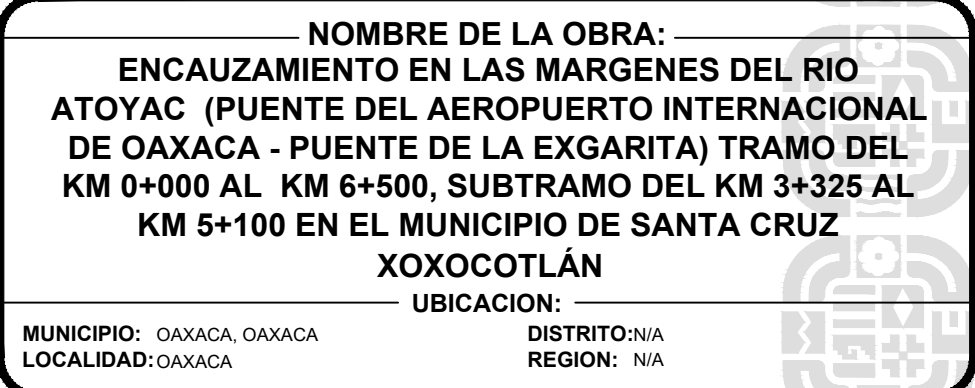 NOMBRE DE LA OBRA:
ENCAUZAMIENTO EN LAS MARGENES DEL RIO
ATOYAC (PUENTE DEL AEROPUERTO INTERNACIONAL
DE OAXACA - PUENTE DE LA EXGARITA) TRAMO DEL
KM 0+000 AL KM 6+500, SUBTRAMO DEL KM 3+325 AL
KM 5+100 EN EL MUNICIPIO DE SANTA CRUZ
XOXOCOTLÁN
UBICACION:
MUNICIPIO: OAXACA, OAXACA DISTRITO:N/A
LOCALIDAD: OAXACA REGION: N/A